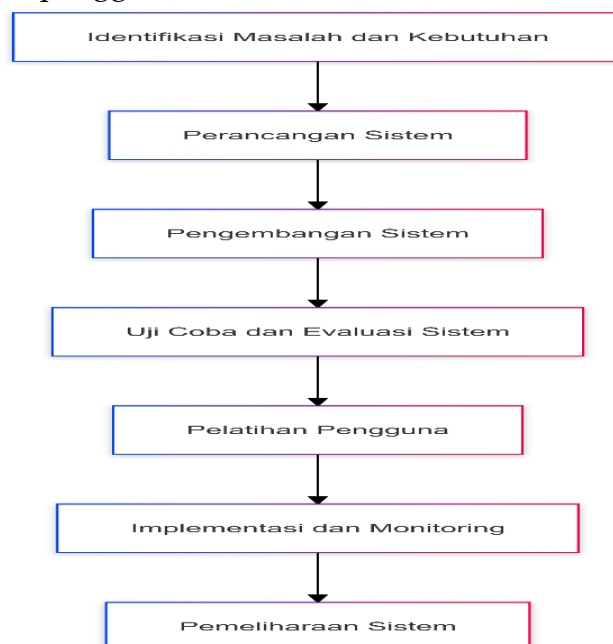 Identifikasi Masalah dan Kebutuhan
Perancangan Sistem
Pengembangan Sistem
Uji Coba dan Evaluasi Sistem
Pelatihan Pengguna
Implementasi dan Monitoring
Pemeliharaan Sistem